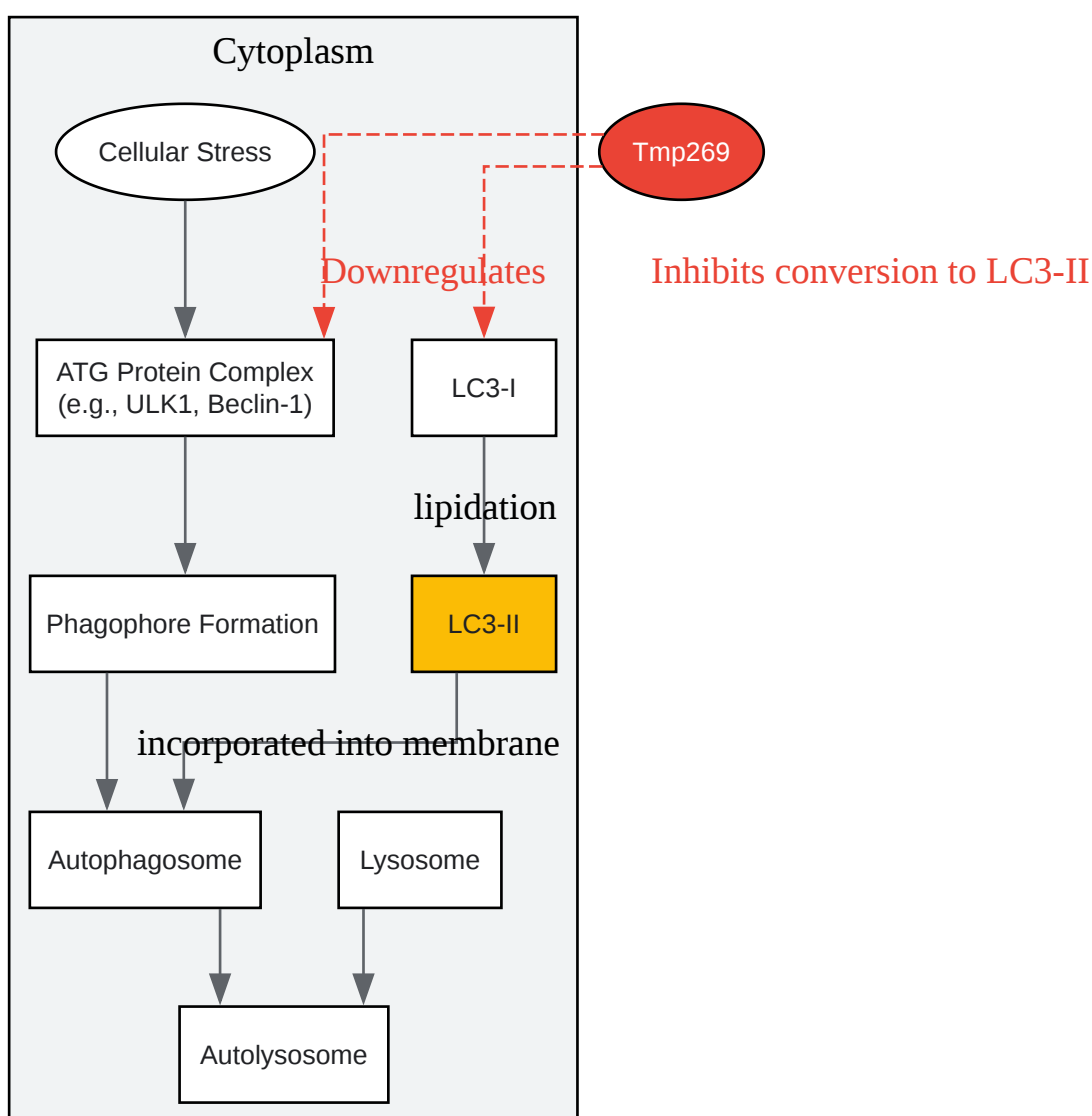 Cytoplasm
Cellular Stress
Tmp269
Downregulates
Inhibits conversion to LC3-II
ATG Protein Complex
(e.g., ULK1, Beclin-1)
LC3-I
lipidation
Phagophore Formation
LC3-II
incorporated into membrane
Autophagosome
Lysosome
Autolysosome